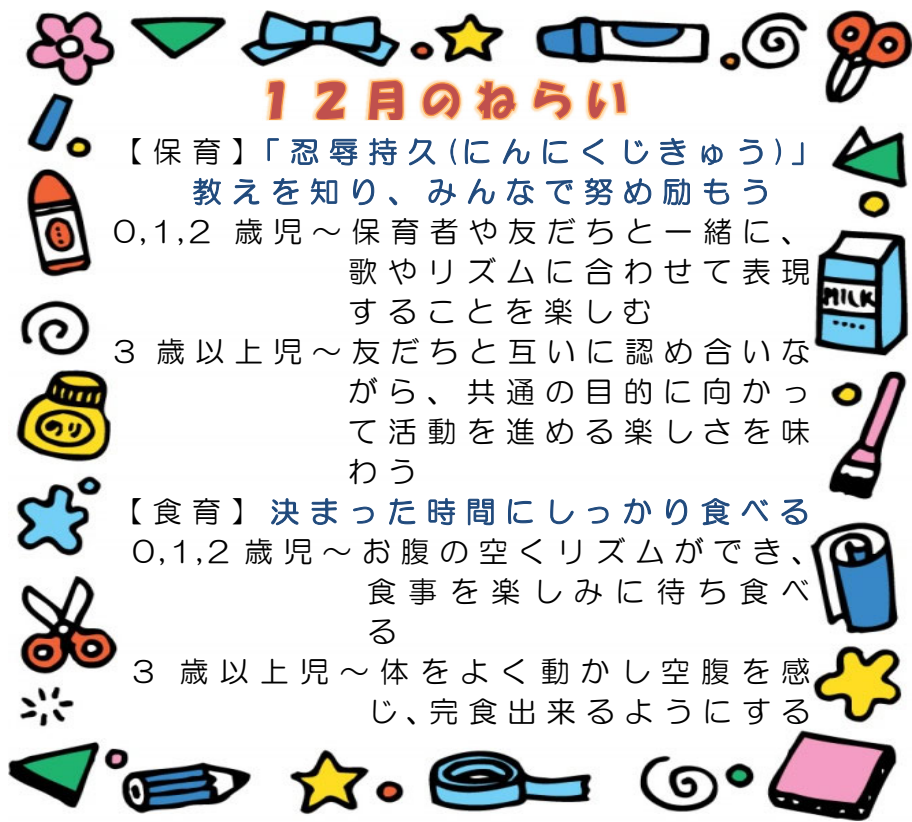 12月のねらい
【保育】「忍辱持久(にんにくじきゅう)」
教えを知り、みんなで努め励もう
0,1,2 歳児～保育者や友だちと一緒に、
歌やリズムに合わせて表現
することを楽しむ
3 歳以上児～友だちと互いに認め合いな
がら、共通の目的に向かっ
て活動を進める楽しさを味
わう
【食育】決まった時間にしっかり食べる
0,1,2 歳児～お腹の空くリズムができ、
食事を楽しみに待ち食べ
る
3 歳以上児～体をよく動かし空腹を感
じ、完食出来るようにする
MILK
のり